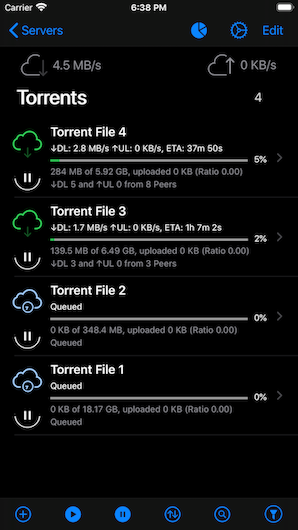 Carrier 6:38 PM
Servers Edit
4.5 MB/s 0 KB/s
Torrents 4
Torrent File 4
↓DL: 2.8 MB/s ↑UL: 0 KB/s, ETA: 37m 50s
5%
284 MB of 5.92 GB, uploaded 0 KB (Ratio 0.00)
↓DL 5 and ↑UL 0 from 8 Peers
Torrent File 3
↓DL: 1.7 MB/s ↑UL: 0 KB/s, ETA: 1h 7m 2s
2%
139.5 MB of 6.49 GB, uploaded 0 KB (Ratio 0.00)
↓DL 3 and ↑UL 0 from 3 Peers
Torrent File 2
Queued
0%
0 KB of 348.4 MB, uploaded 0 KB (Ratio 0.00)
Queued
Torrent File 1
Queued
0%
0 KB of 18.17 GB, uploaded 0 KB (Ratio 0.00)
Queued